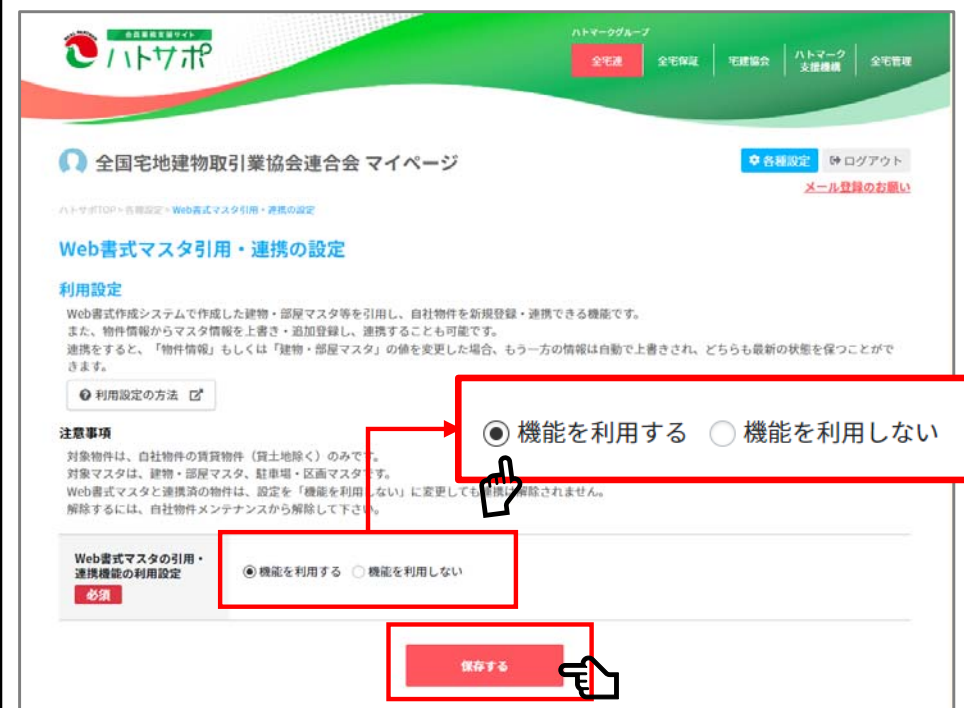 会員業務支援サイト
ハトサポ
ハトマークグループ
全宅連
全宅保証
宅建協会
ハトマーク
支援機構
全宅管理
全国宅地建物取引業協会連合会 マイページ
各種設定
ログアウト
メール登録のお願い
ハトサポTOP>各種設定>Web書式マスタ引用・連携の設定
Web書式マスタ引用・連携の設定
利用設定
Web書式作成システムで作成した建物・部屋マスタ等を引用し、自社物件を新規登録・連携できる機能です。
また、物件情報からマスタ情報を上書き・追加登録し、連携することも可能です。
連携をすると、「物件情報」もしくは「建物・部屋マスタ」の値を変更した場合、もう一方の情報は自動で上書きされ、どちらも最新の状態を保つことがで
きます。
利用設定の方法
機能を利用する 機能を利用しない
注意事項
対象物件は、自社物件の賃貸物件（貸土地除く）のみです。
対象マスタは、建物・部屋マスタ、駐車場・区画マスタです。
Web書式マスタと連携済の物件は、設定を「機能を利用しない」に変更しても連携は解除されません。
解除するには、自社物件メンテナンスから解除して下さい。
Web書式マスタの引用・
連携機能の利用設定
必須
機能を利用する 機能を利用しない
保存する